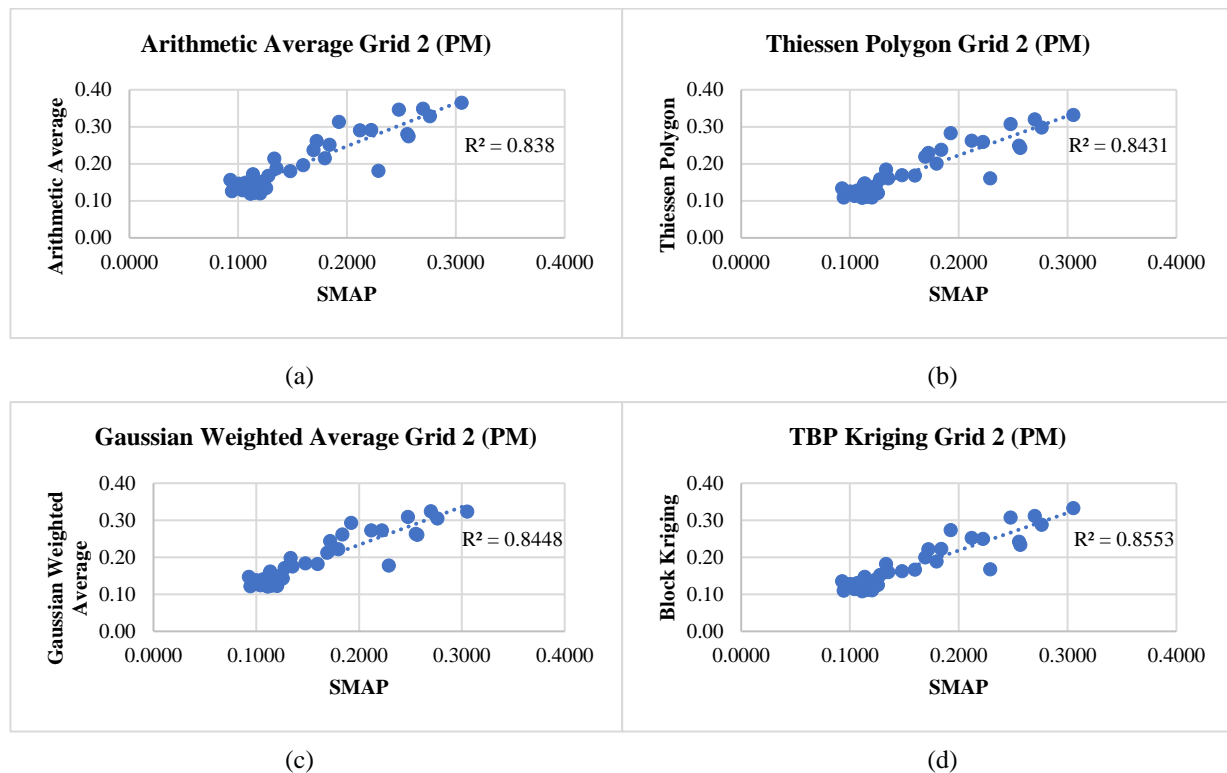 Arithmetic Average Grid 2 (PM)
Arithmetic Average
0.40
0.30
0.20
0.10
0.00
R² = 0.838
0.0000 0.1000 0.2000 0.3000 0.4000
SMAP
(a)
Thiessen Polygon Grid 2 (PM)
Thiessen Polygon
0.40
0.30
0.20
0.10
0.00
R² = 0.8431
0.0000 0.1000 0.2000 0.3000 0.4000
SMAP
(b)
Gaussian Weighted Average Grid 2 (PM)
Gaussian Weighted
Average
0.40
0.30
0.20
0.10
0.00
R² = 0.8448
0.0000 0.1000 0.2000 0.3000 0.4000
SMAP
(c)
TBP Kriging Grid 2 (PM)
Block Kriging
0.40
0.30
0.20
0.10
0.00
R² = 0.8553
0.0000 0.1000 0.2000 0.3000 0.4000
SMAP
(d)